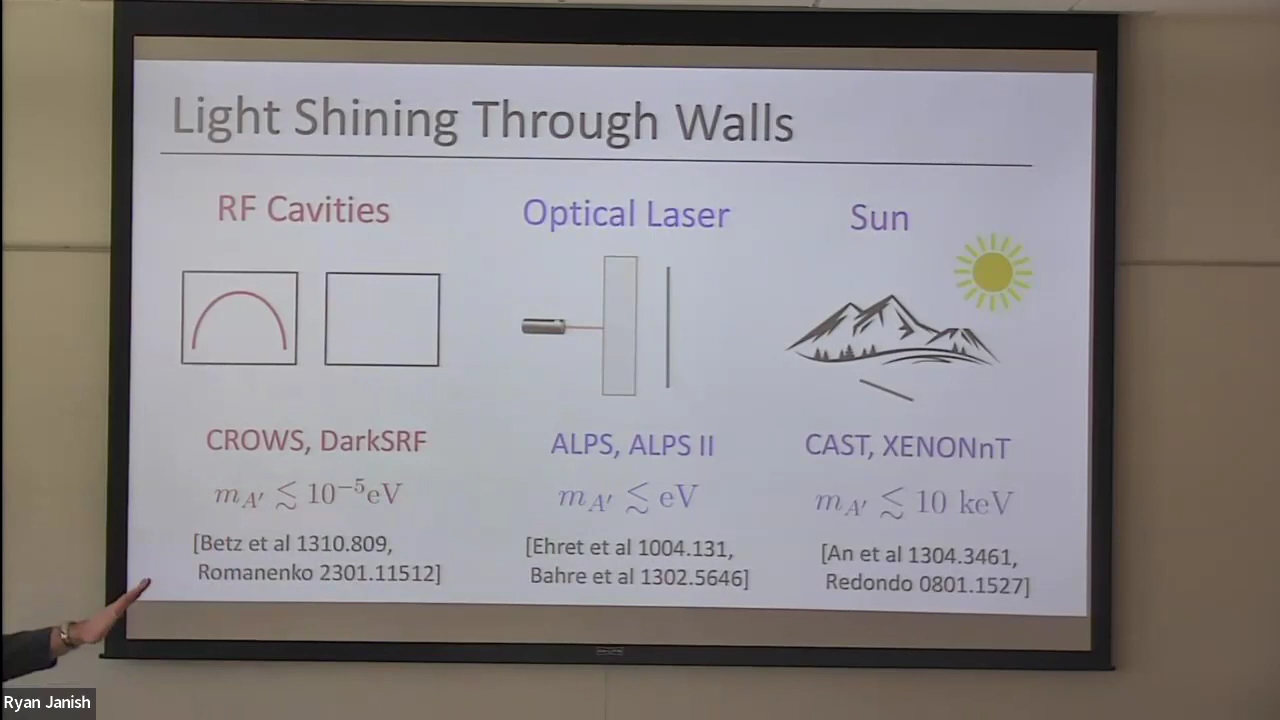 Light Shining Through Walls
RF Cavities
CROWS, DarkSRF
m_{A'} ≲ 10^{-5}eV
[Betz et al 1310.809,
Romanenko 2301.11512]
Optical Laser
ALPS, ALPS II
m_{A'} ≲ eV
[Ehret et al 1004.131,
Bahre et al 1302.5646]
Sun
CAST, XENONnT
m_{A'} ≲ 10 keV
[An et al 1304.3461,
Redondo 0801.1527]
Ryan Janish